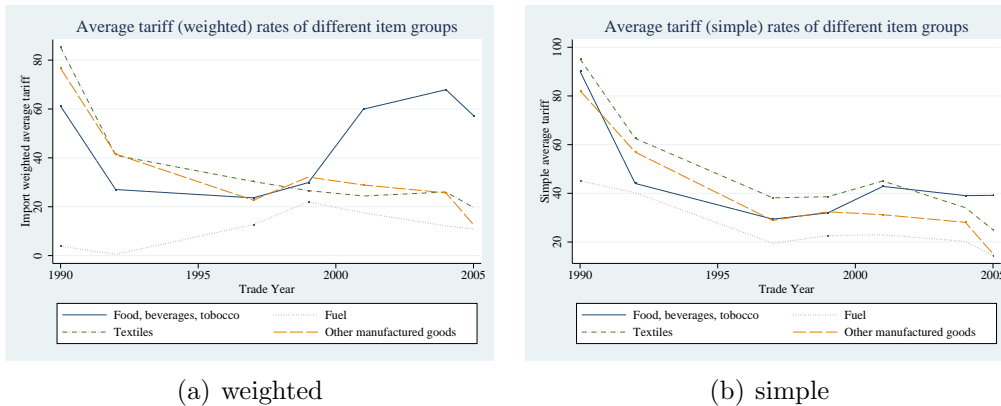 Average tariff (weighted) rates of different item groups
Import weighted average tariff
80
60
40
20
0
1990 1995 2000 2005
Trade Year
Food, beverages, tobocco Fuel
Textiles Other manufactured goods
(a) weighted
Average tariff (simple) rates of different item groups
Simple average tariff
100
80
60
40
20
1990 1995 2000 2005
Trade Year
Food, beverages, tobocco Fuel
Textiles Other manufactured goods
(b) simple